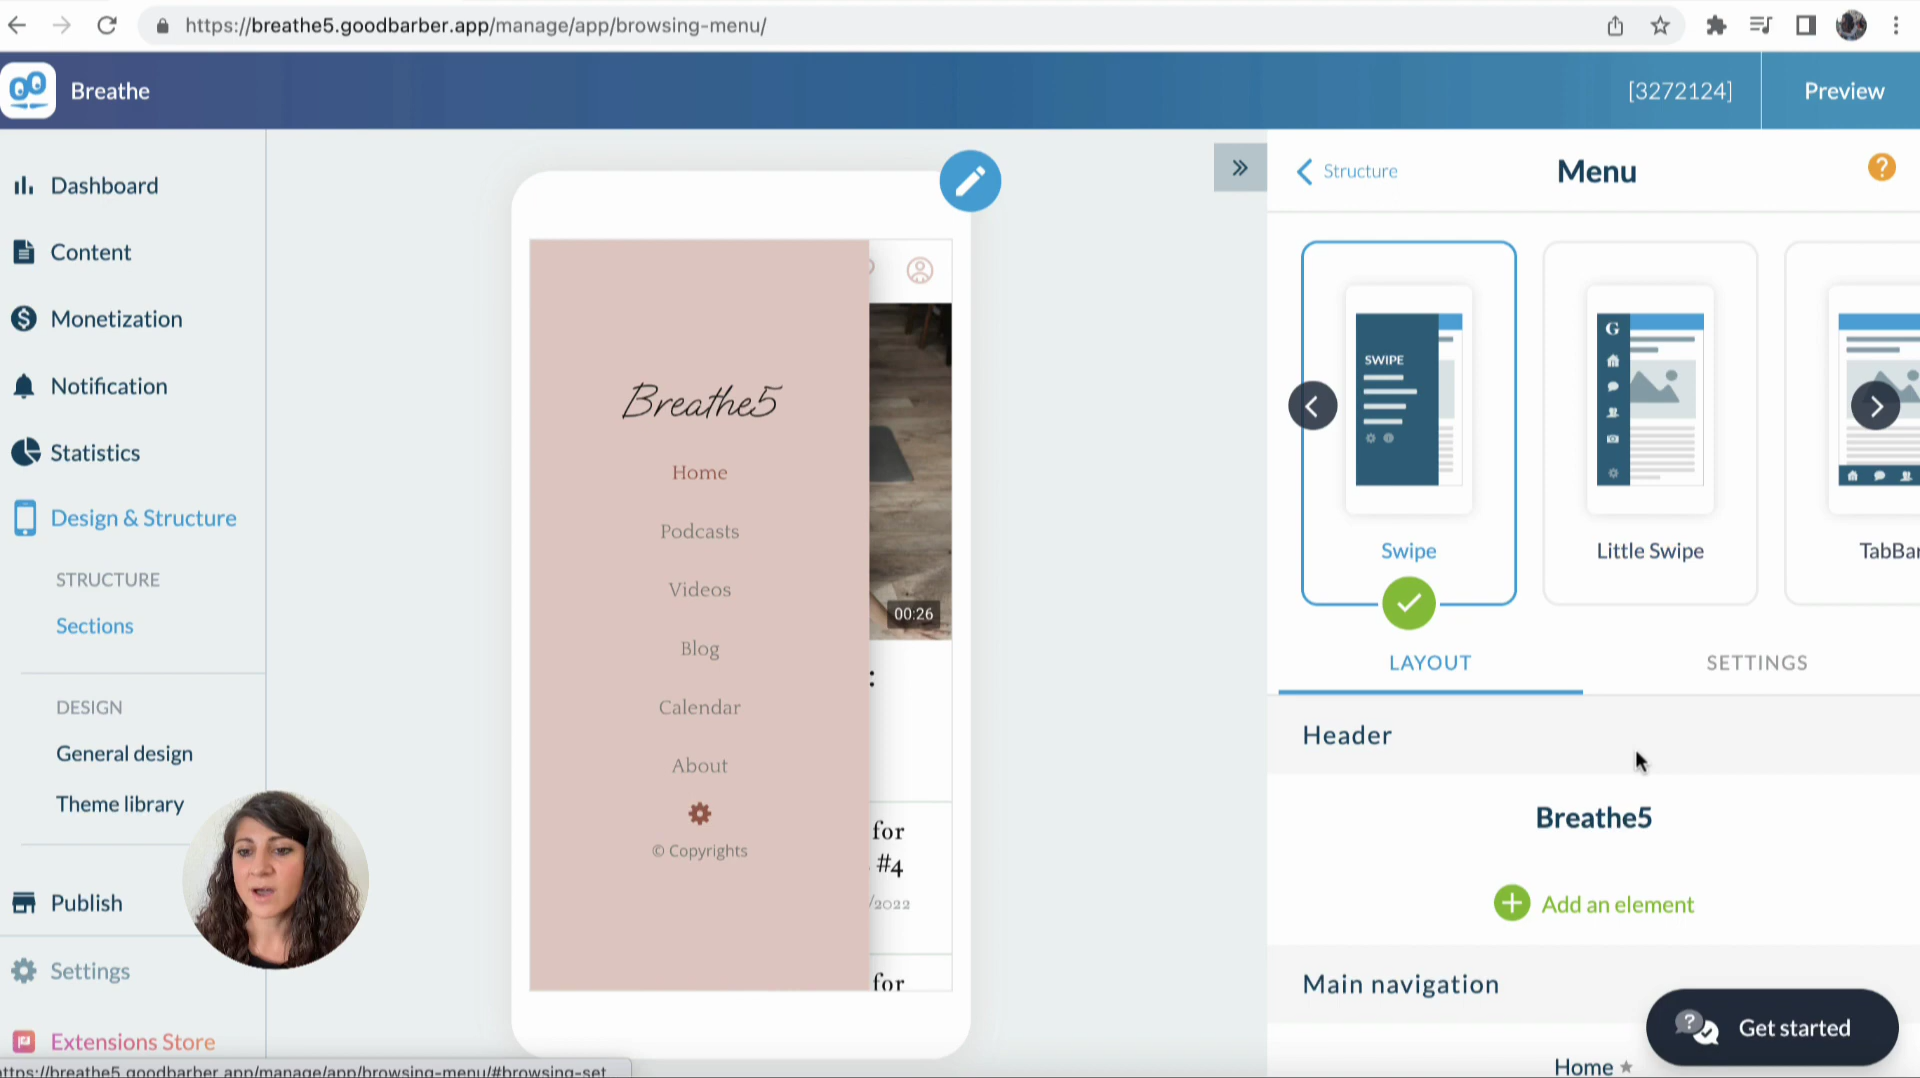 https://breathe5.goodbarber.app/manage/app/browsing-menu/
Breathe
[3272124]
Preview
Dashboard
Content
Monetization
Notification
Statistics
Design & Structure
STRUCTURE
Sections
DESIGN
General design
Theme library
Publish
Settings
Extensions Store
https://breathe5.goodbarber.app/manage/app/browsing-menu/#browsing-set
Breathe5
Home
Podcasts
Videos
Blog
Calendar
About
© Copyrights
00:26
:
for
#4
/2022
for
Structure
Menu
?
SWIPE
G
Swipe
Little Swipe
TabBar
LAYOUT
SETTINGS
Header
Breathe5
Add an element
Main navigation
Get started
Home